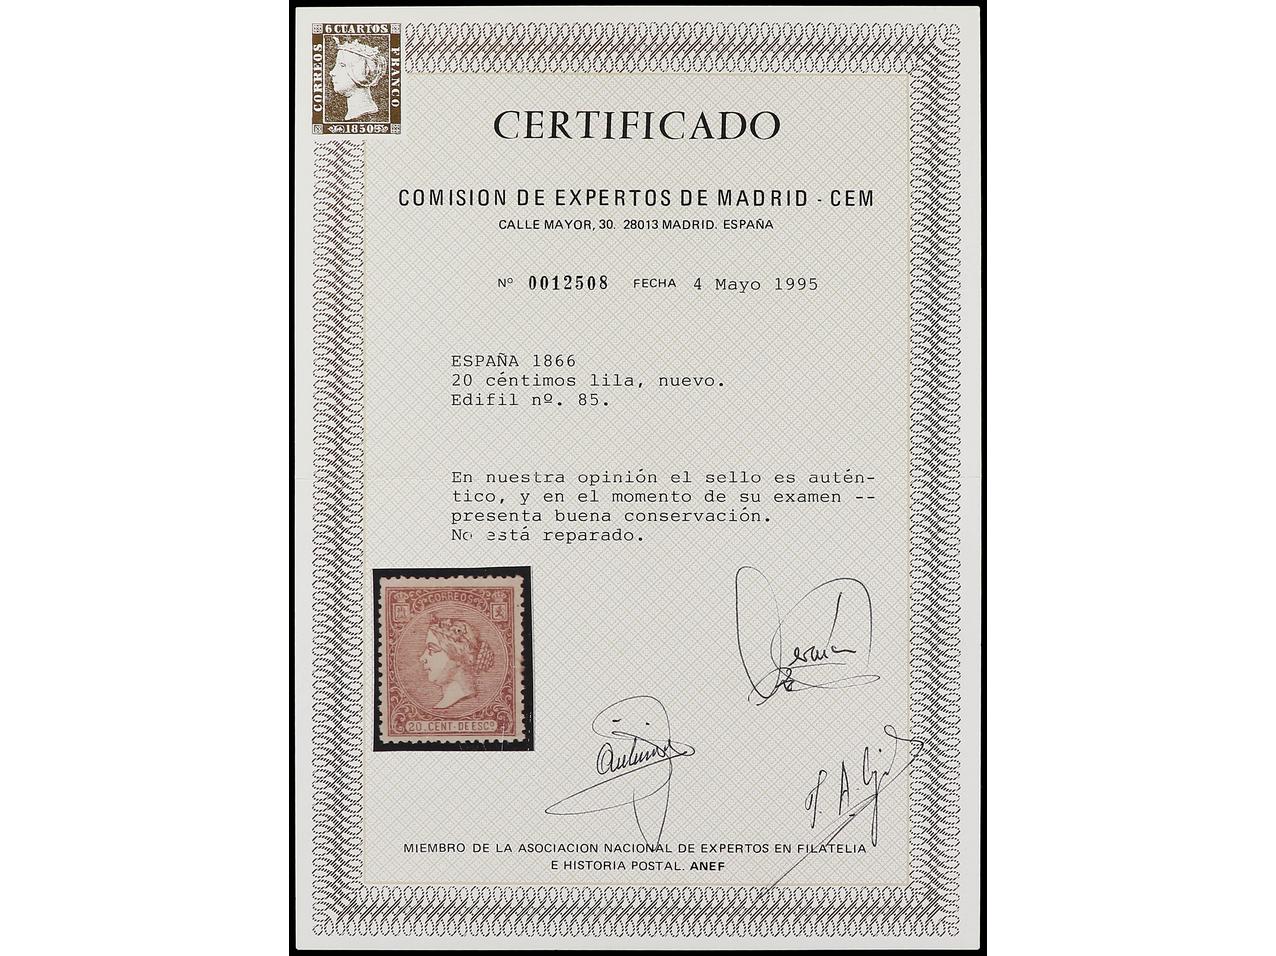 6 CUARTOS
CORREOS
FRANCO
1850
CERTIFICADO
COMISION DE EXPERTOS DE MADRID - CEM
CALLE MAYOR, 30. 28013 MADRID. ESPAÑA
Nº 0012508 FECHA 4 Mayo 1995
ESPAÑA 1866
20 céntimos lila, nuevo.
Edifil nº. 85.
En nuestra opinión el sello es autén-
tico, y en el momento de su examen --
presenta buena conservación.
No está reparado.
CORREOS
20. CENT. DE ESCº
MIEMBRO DE LA ASOCIACION NACIONAL DE EXPERTOS EN FILATELIA
E HISTORIA POSTAL. ANEF